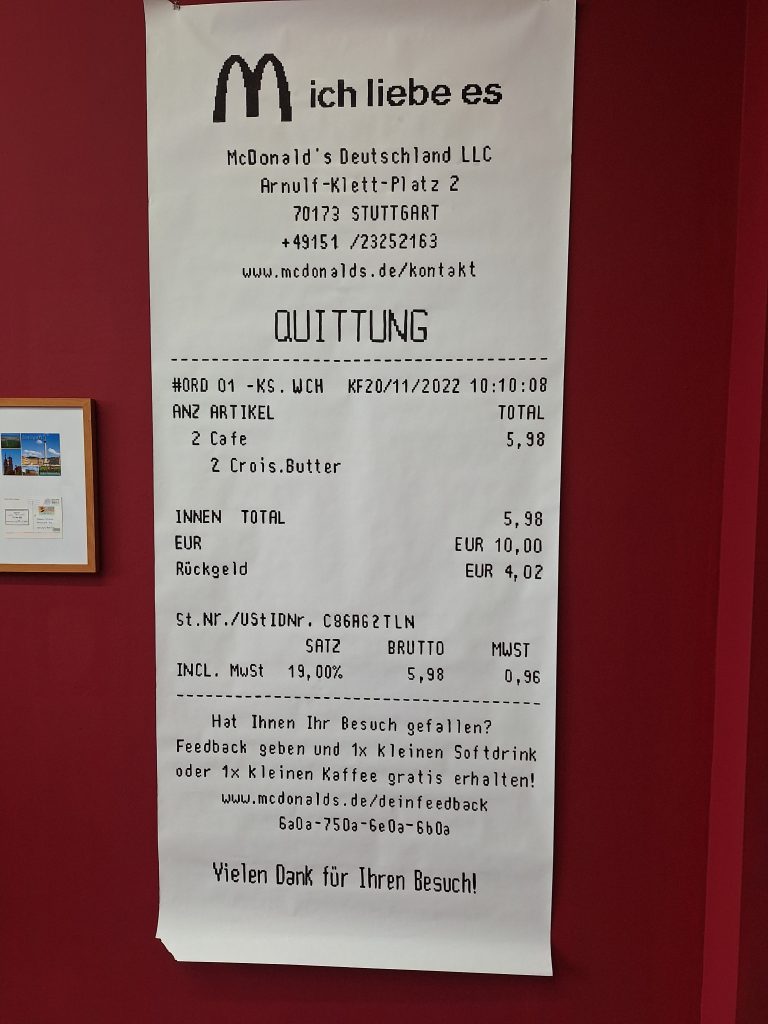 M ich liebe es
McDonald's Deutschland LLC
Arnulf-Klett-Platz 2
70173 STUTTGART
+49151 /23252163
www.mcdonalds.de/kontakt
QUITTUNG
#ORD 01 -KS. WCH KF20/11/2022 10:10:08
ANZ ARTIKEL TOTAL
2 Cafe 5,98
2 Crois.Butter
INNEN TOTAL 5,98
EUR EUR 10,00
Rückgeld EUR 4,02
St.Nr./UStIDNr. C86AG2TLN
SATZ BRUTTO MWST
INCL. MwSt 19,00% 5,98 0,96
Hat Ihnen Ihr Besuch gefallen?
Feedback geben und 1x kleinen Softdrink
oder 1x kleinen Kaffee gratis erhalten!
www.mcdonalds.de/deinfeedback
6a0a-750a-6e0a-6b0a
Vielen Dank für Ihren Besuch!